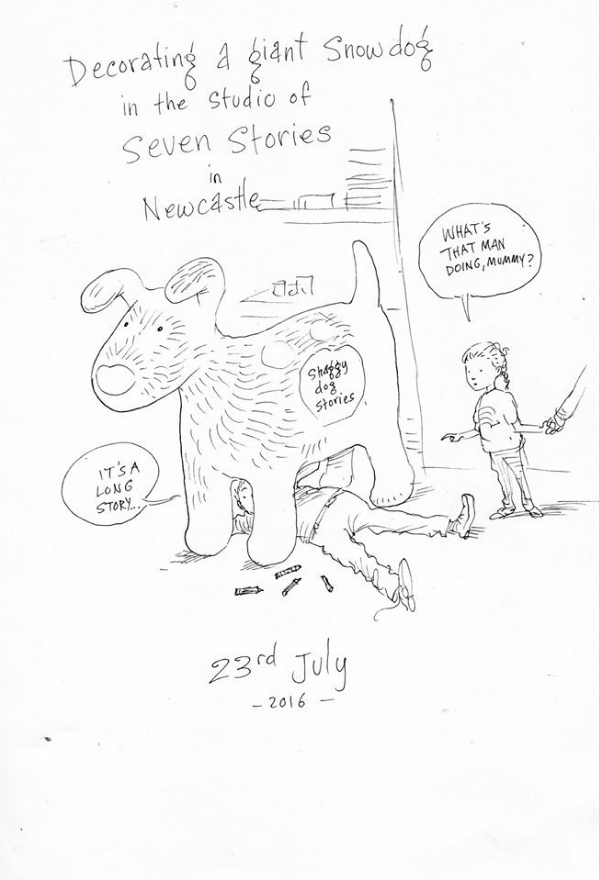 Decorating a giant Snowdog
in the studio of
Seven Stories
in
Newcastle
WHAT'S
THAT MAN
DOING, MUMMY?
Shaggy
dog
stories
IT'S A
LONG
STORY...
23rd July
- 2016 -